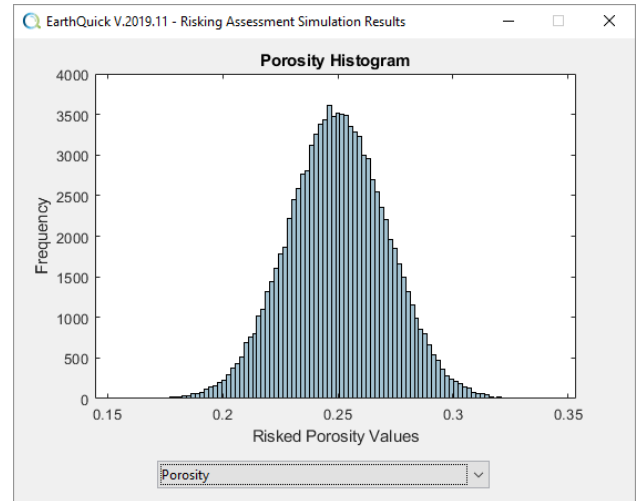 EarthQuick V.2019.11 - Risking Assessment Simulation Results
Porosity Histogram
4000
3500
3000
2500
2000
1500
1000
500
0
Frequency
0.15 0.2 0.25 0.3 0.35
Risked Porosity Values
Porosity